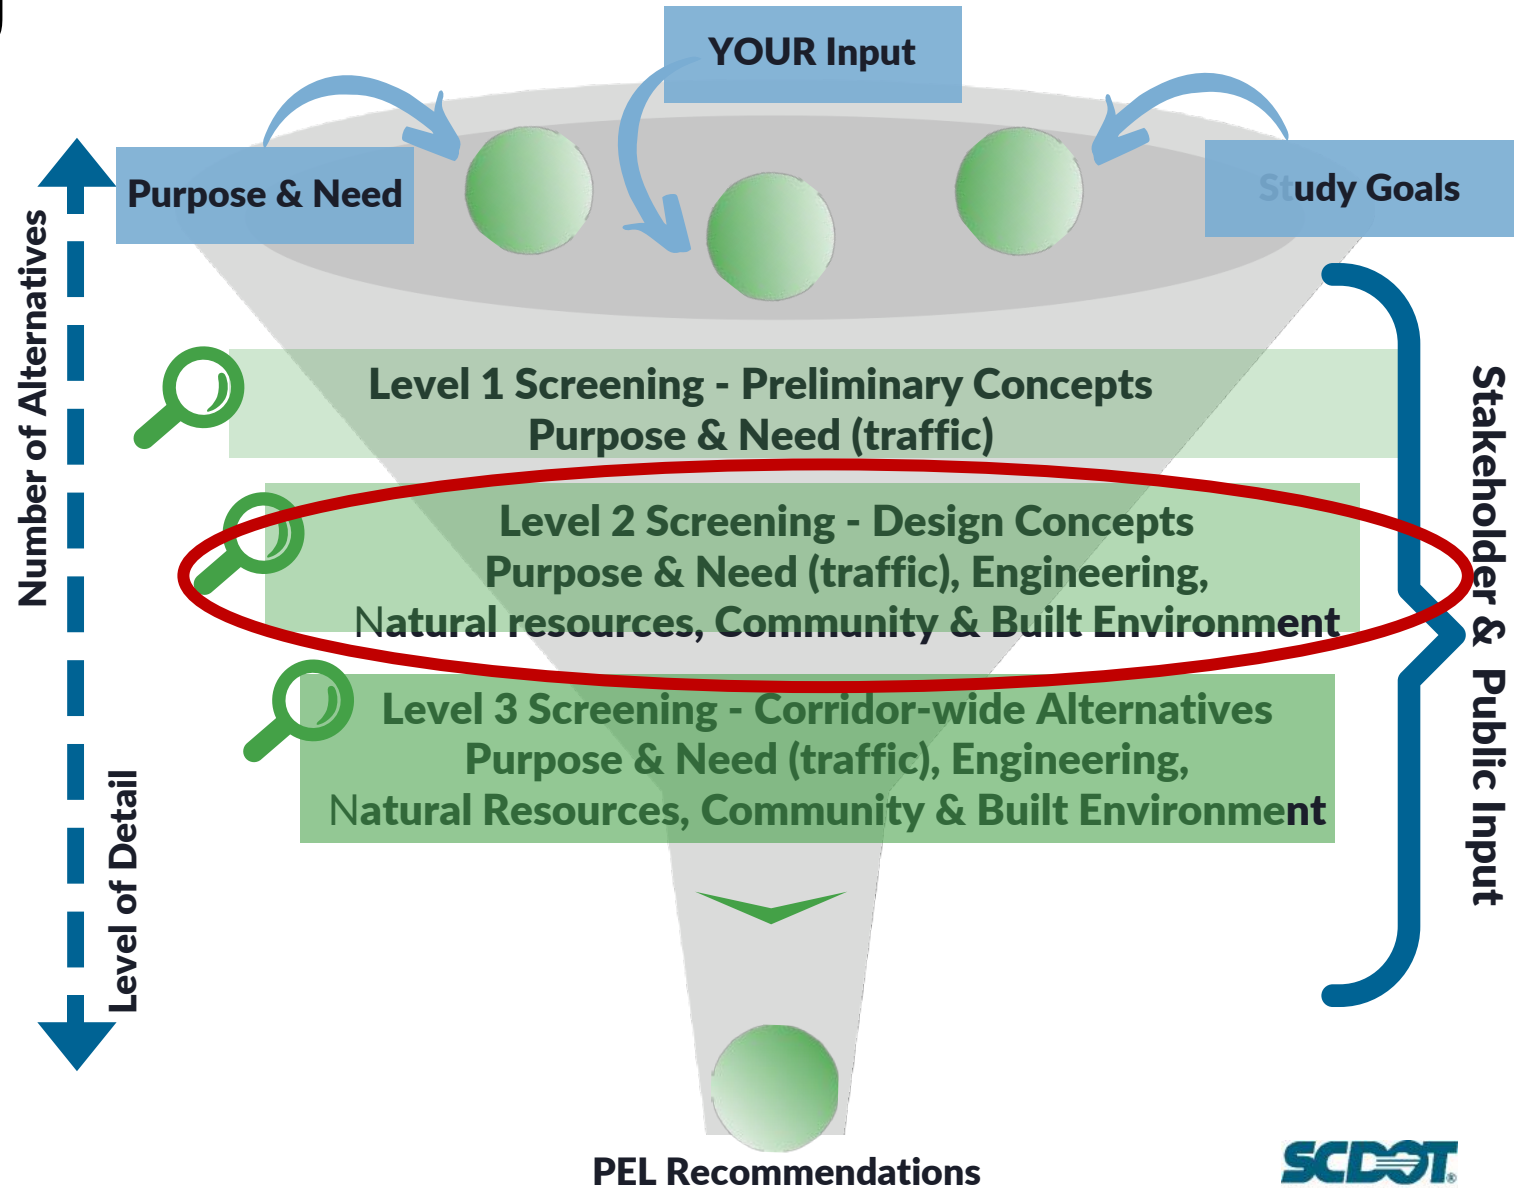 YOUR Input
Purpose & Need
Study Goals
Number of Alternatives
Level of Detail
Level 1 Screening - Preliminary Concepts
Purpose & Need (traffic)
Level 2 Screening - Design Concepts
Purpose & Need (traffic), Engineering,
Natural resources, Community & Built Environment
Level 3 Screening - Corridor-wide Alternatives
Purpose & Need (traffic), Engineering,
Natural Resources, Community & Built Environment
Stakeholder & Public Input
PEL Recommendations
SCDOT®